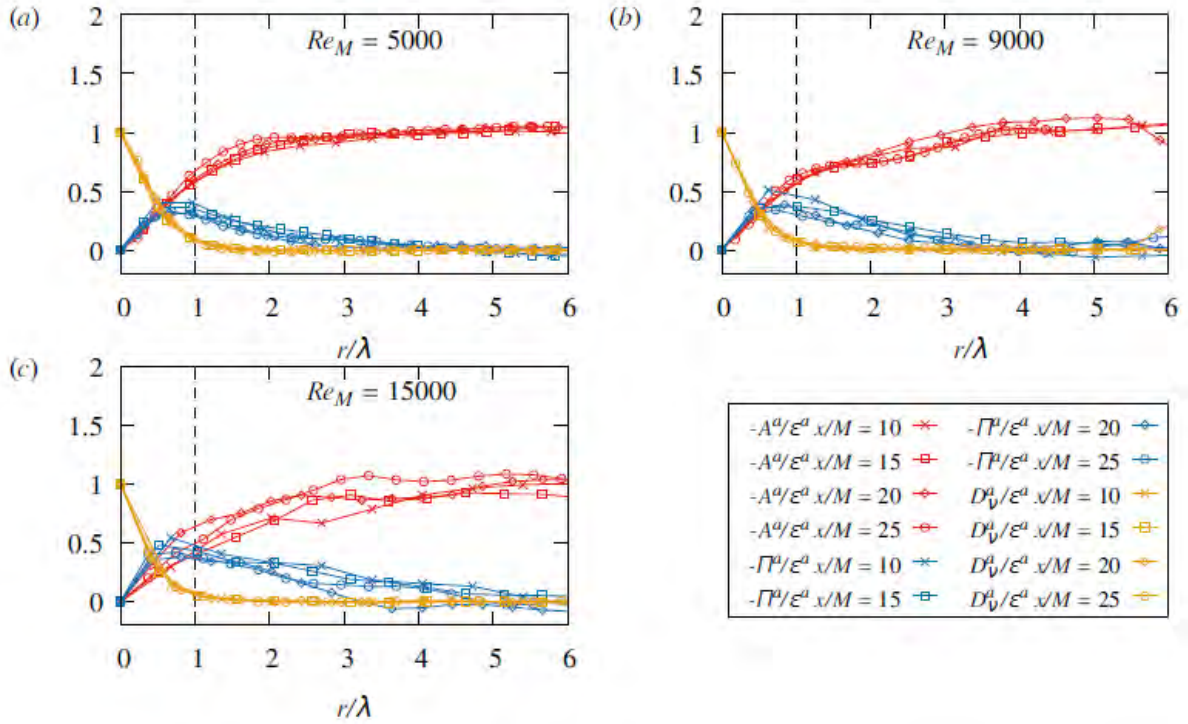 (a)
Re_M = 5000
2
1.5
1
0.5
0
0 1 2 3 4 5 6
r/λ
(b)
Re_M = 9000
2
1.5
1
0.5
0
0 1 2 3 4 5 6
r/λ
(c)
Re_M = 15000
2
1.5
1
0.5
0
0 1 2 3 4 5 6
r/λ
-A^a/ε^a x/M = 10
-A^a/ε^a x/M = 15
-A^a/ε^a x/M = 20
-A^a/ε^a x/M = 25
-Π^a/ε^a x/M = 10
-Π^a/ε^a x/M = 15
-Π^a/ε^a x/M = 20
-Π^a/ε^a x/M = 25
D^a_ν/ε^a x/M = 10
D^a_ν/ε^a x/M = 15
D^a_ν/ε^a x/M = 20
D^a_ν/ε^a x/M = 25